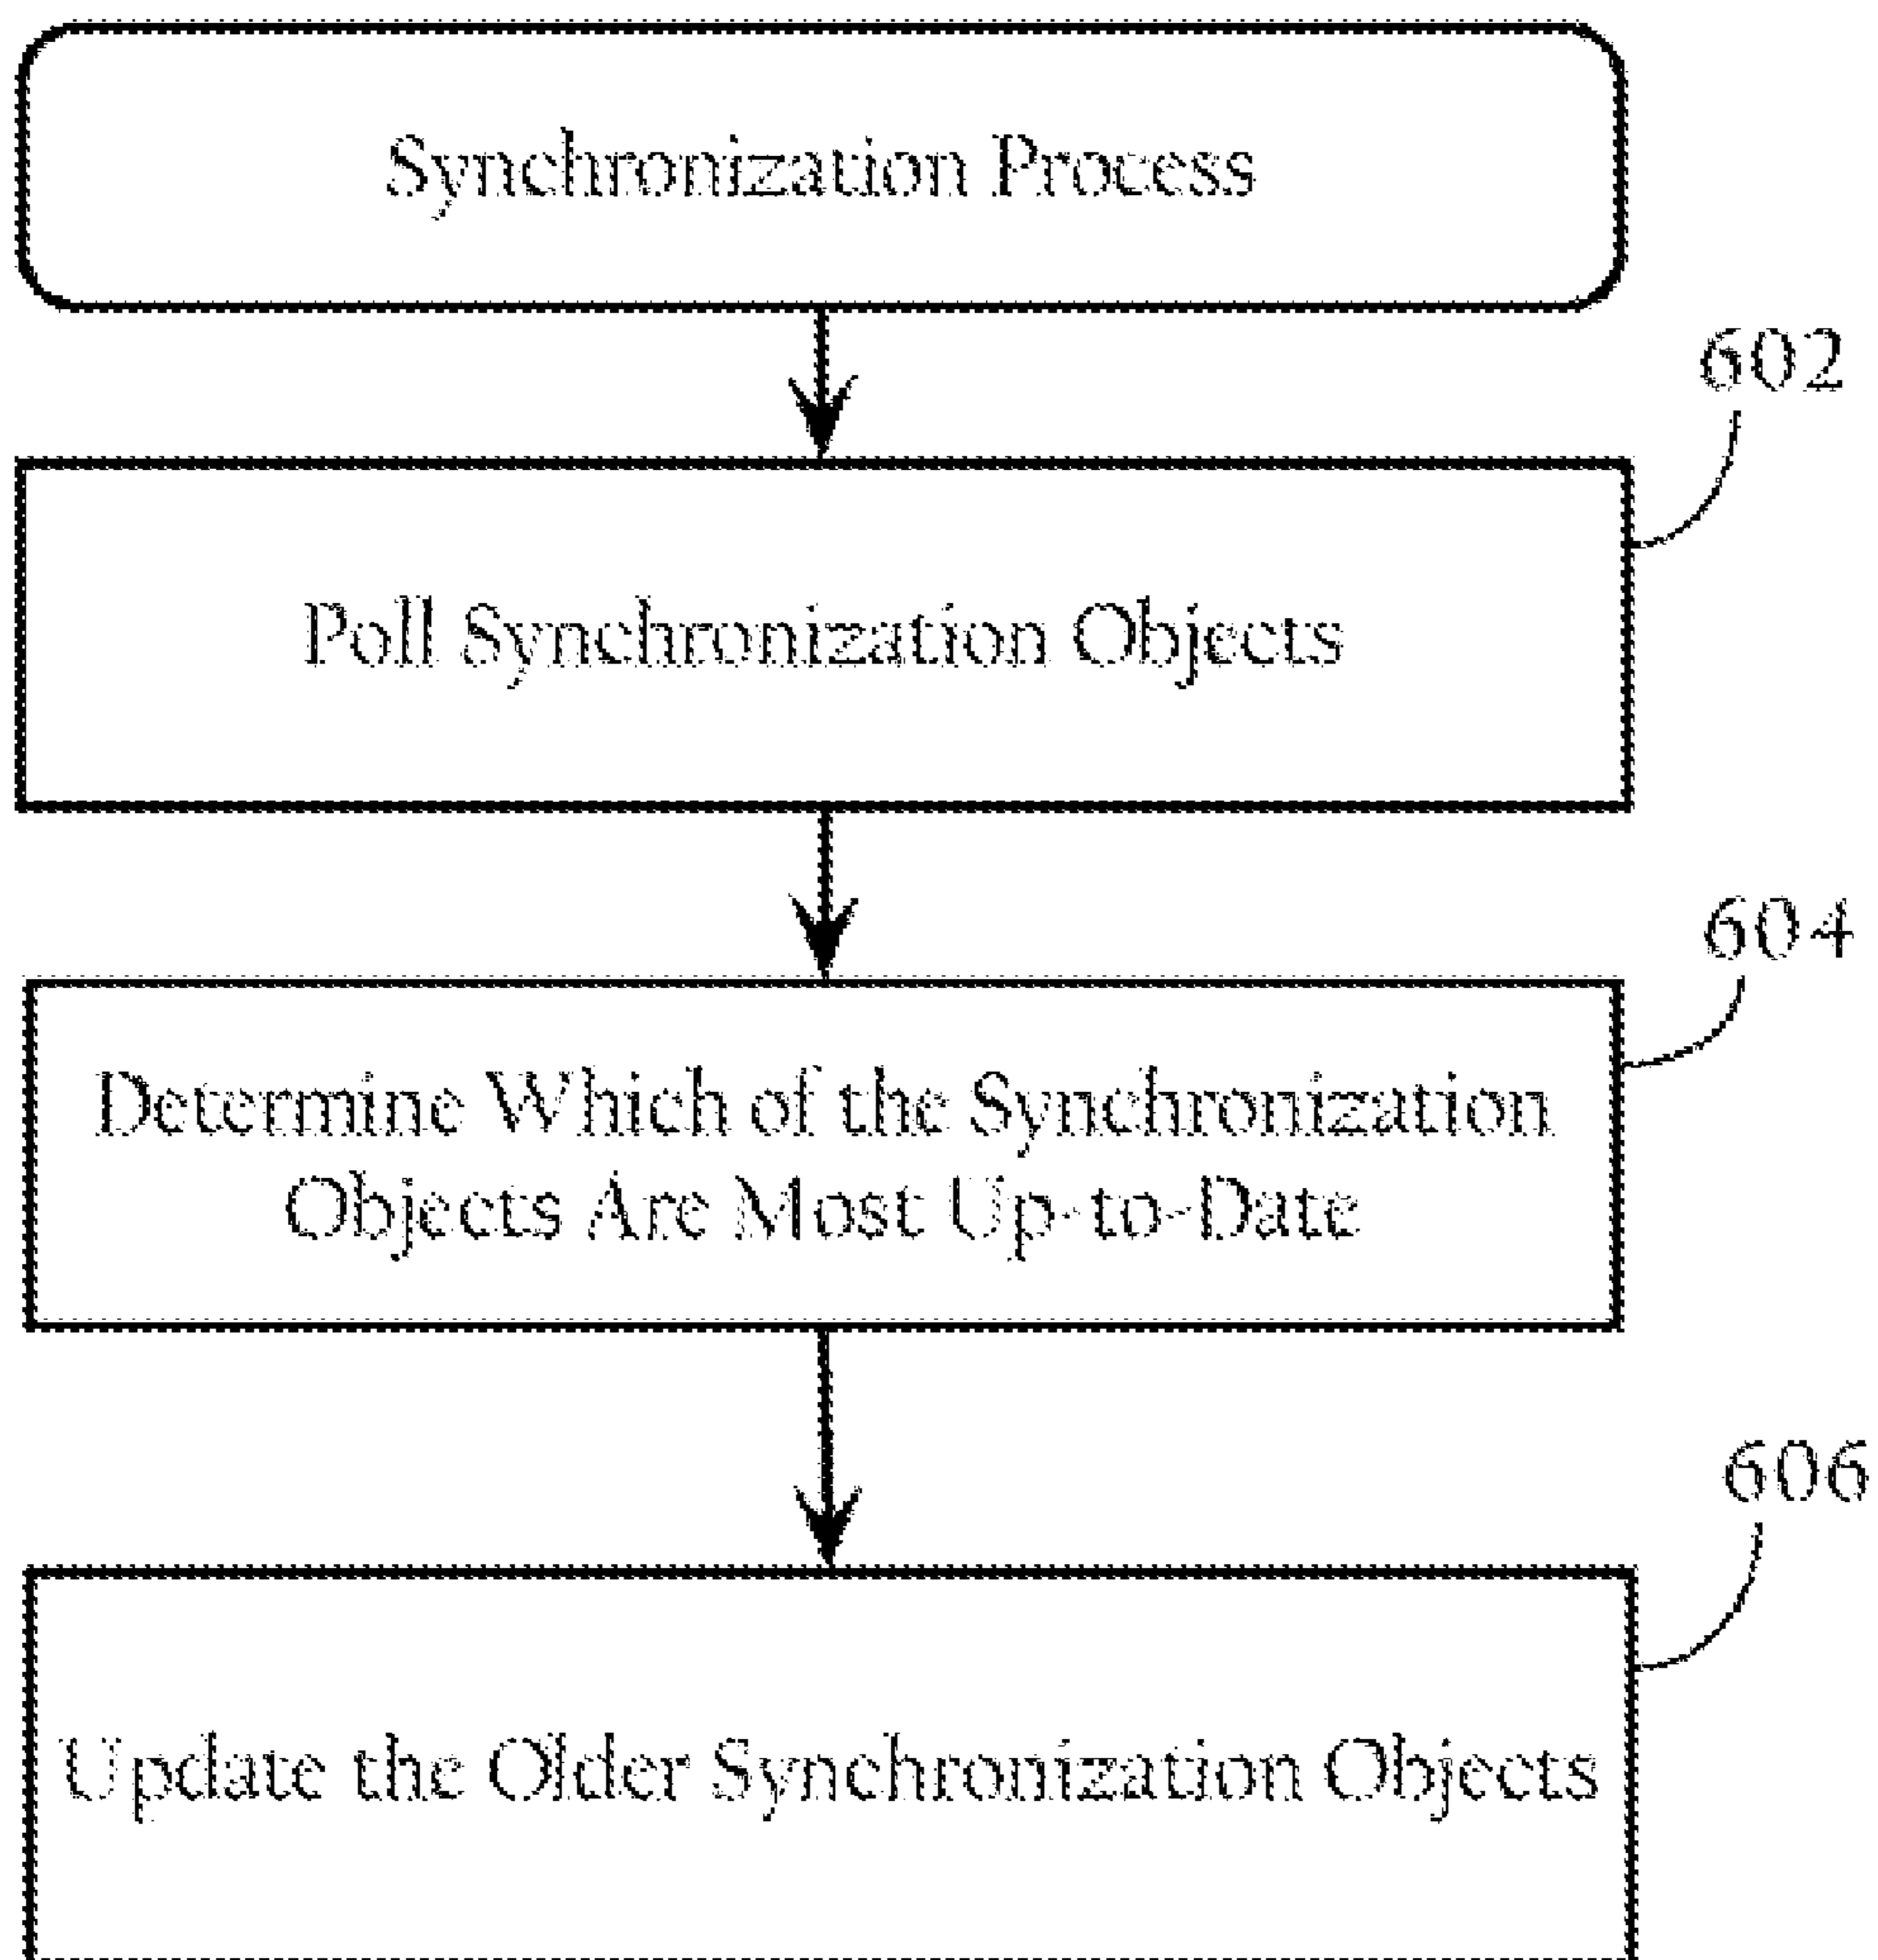 Synchronization Process
602
Poll Synchronization Objects
604
Determine Which of the Synchronization
Objects Are Most Up-to-Date
606
Update the Older Synchronization Objects